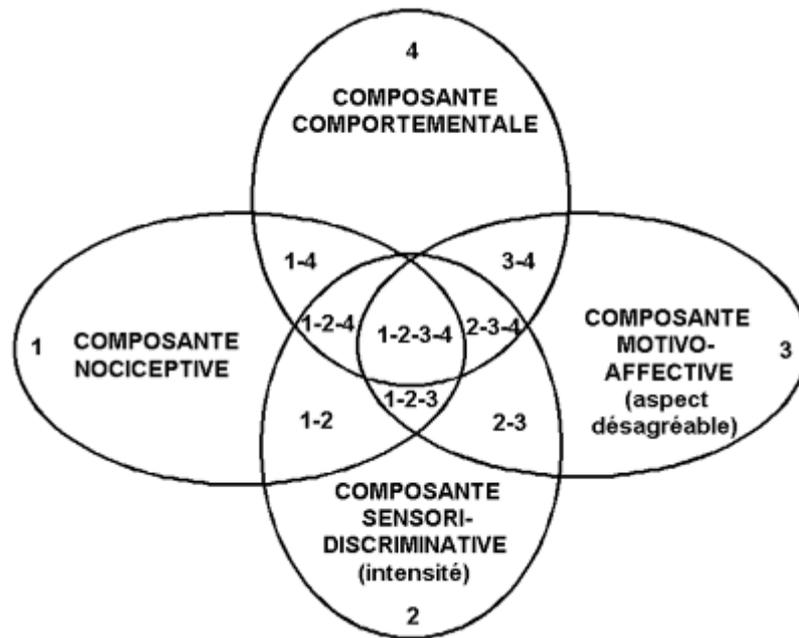 4
COMPOSANTE
COMPORTEMENTALE
1-4
3-4
1-2-4
1-2-3-4
2-3-4
1
COMPOSANTE
NOCICEPTIVE
COMPOSANTE
MOTIVO-
AFFECTIVE
(aspect
désagréable)
3
1-2-3
1-2
2-3
COMPOSANTE
SENSORI-
DISCRIMINATIVE
(intensité)
2